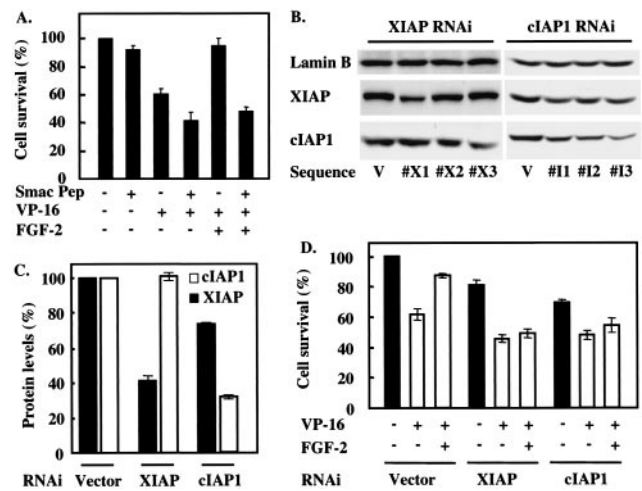 A.
Cell survival (%)
100
80
60
40
20
0
Smac Pep - + - + - +
VP-16 - - + + + +
FGF-2 - - - - + +
B.
XIAP RNAi cIAP1 RNAi
Lamin B
XIAP
cIAP1
Sequence V #X1 #X2 #X3 V #I1 #I2 #I3
C.
Protein levels (%)
100
80
60
40
20
0
cIAP1
XIAP
RNAi Vector XIAP cIAP1
D.
Cell survival (%)
100
80
60
40
20
0
VP-16 - + + - + + - + +
FGF-2 - - + - - + - - +
RNAi Vector XIAP cIAP1